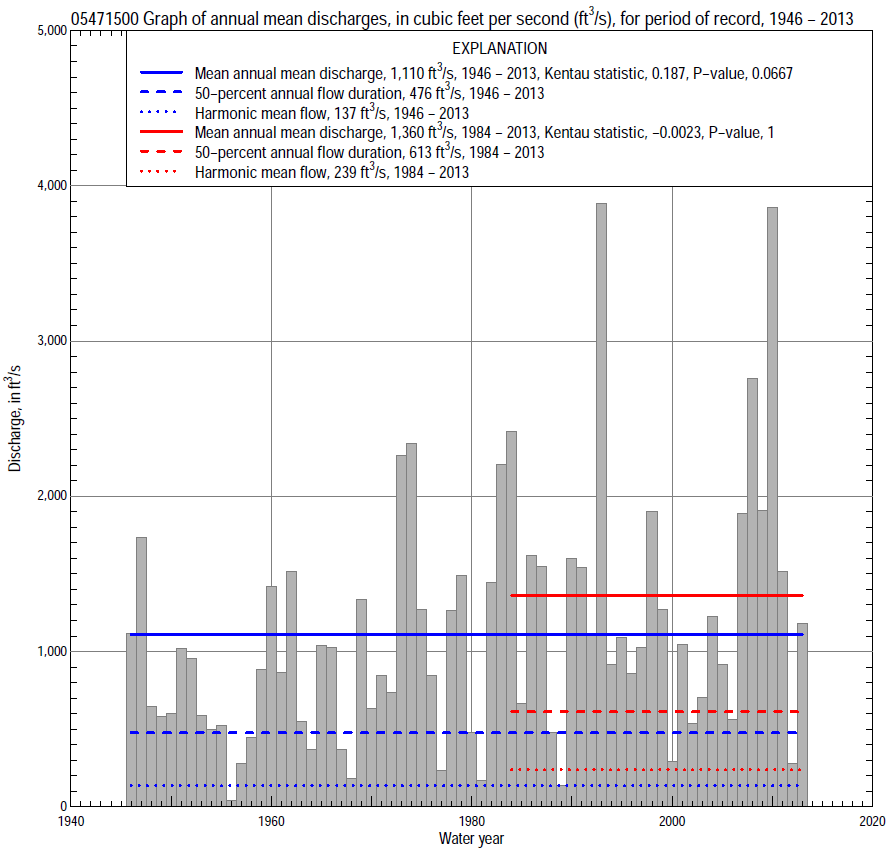 05471500 Graph of annual mean discharges, in cubic feet per second (ft3/s), for period of record, 1946 – 2013
EXPLANATION
Mean annual mean discharge, 1,110 ft3/s, 1946 – 2013, Kentau statistic, 0.187, P–value, 0.0667
50–percent annual flow duration, 476 ft3/s, 1946 – 2013
Harmonic mean flow, 137 ft3/s, 1946 – 2013
Mean annual mean discharge, 1,360 ft3/s, 1984 – 2013, Kentau statistic, –0.0023, P–value, 1
50–percent annual flow duration, 613 ft3/s, 1984 – 2013
Harmonic mean flow, 239 ft3/s, 1984 – 2013
5,000
4,000
3,000
2,000
1,000
0
Discharge, in ft3/s
1940
1960
1980
2000
2020
Water year